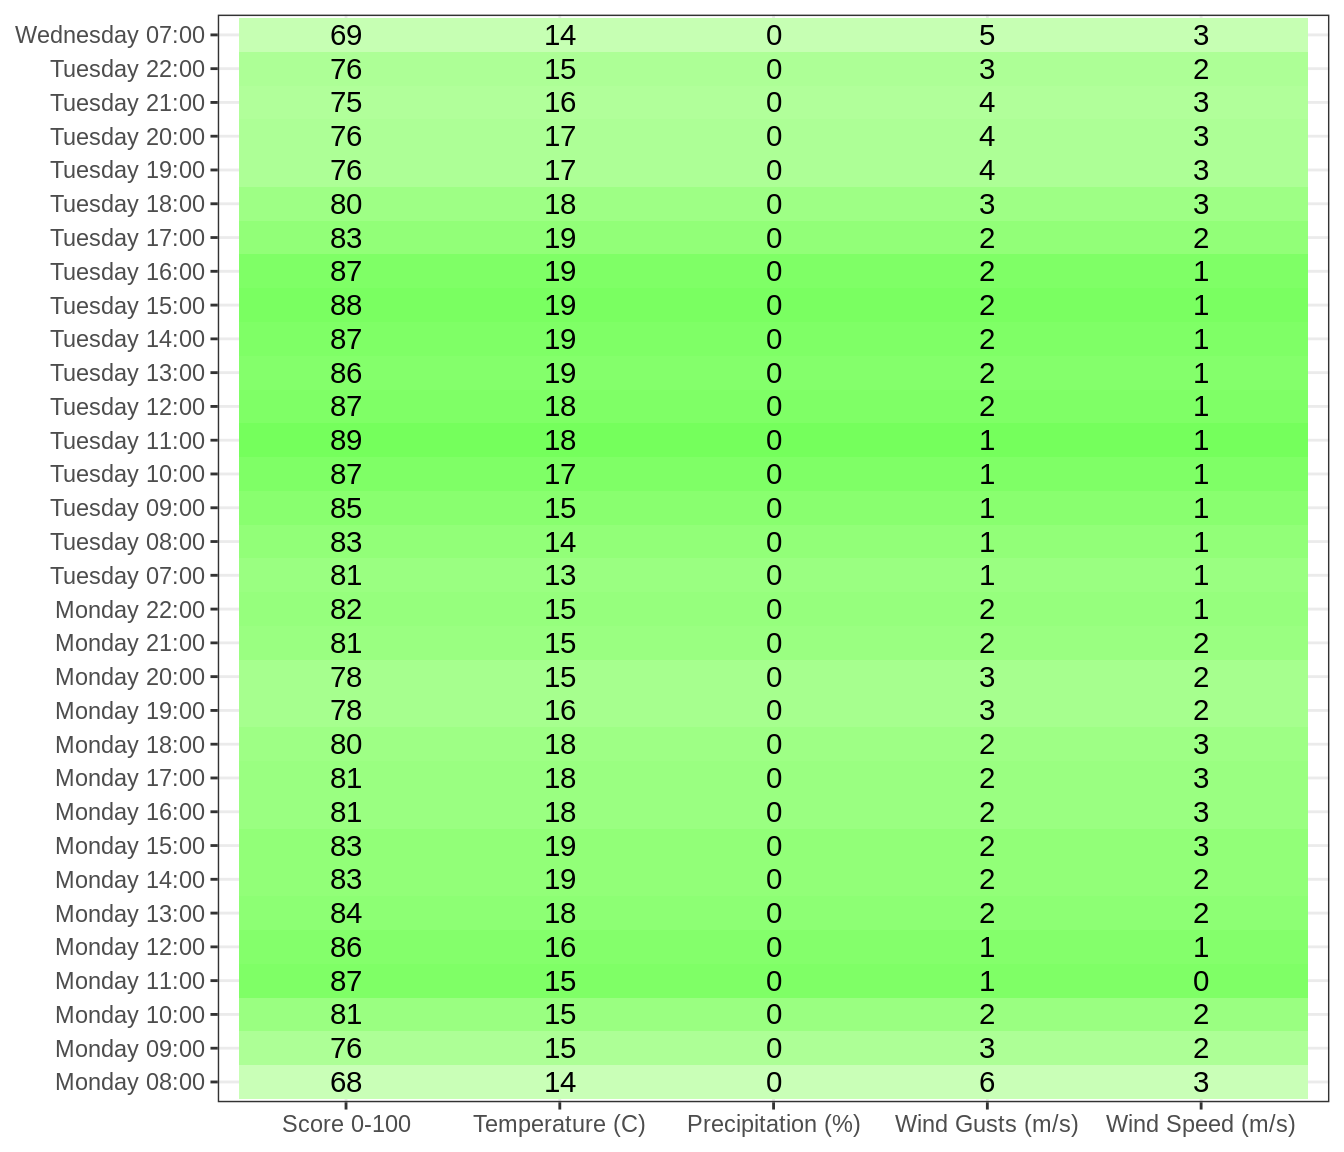 Wednesday 07:00 69 14 0 5 3
Tuesday 22:00 76 15 0 3 2
Tuesday 21:00 75 16 0 4 3
Tuesday 20:00 76 17 0 4 3
Tuesday 19:00 76 17 0 4 3
Tuesday 18:00 80 18 0 3 3
Tuesday 17:00 83 19 0 2 2
Tuesday 16:00 87 19 0 2 1
Tuesday 15:00 88 19 0 2 1
Tuesday 14:00 87 19 0 2 1
Tuesday 13:00 86 19 0 2 1
Tuesday 12:00 87 18 0 2 1
Tuesday 11:00 89 18 0 1 1
Tuesday 10:00 87 17 0 1 1
Tuesday 09:00 85 15 0 1 1
Tuesday 08:00 83 14 0 1 1
Tuesday 07:00 81 13 0 1 1
Monday 22:00 82 15 0 2 1
Monday 21:00 81 15 0 2 2
Monday 20:00 78 15 0 3 2
Monday 19:00 78 16 0 3 2
Monday 18:00 80 18 0 2 3
Monday 17:00 81 18 0 2 3
Monday 16:00 81 18 0 2 3
Monday 15:00 83 19 0 2 3
Monday 14:00 83 19 0 2 2
Monday 13:00 84 18 0 2 2
Monday 12:00 86 16 0 1 1
Monday 11:00 87 15 0 1 0
Monday 10:00 81 15 0 2 2
Monday 09:00 76 15 0 3 2
Monday 08:00 68 14 0 6 3
Score 0-100 Temperature (C) Precipitation (%) Wind Gusts (m/s) Wind Speed (m/s)